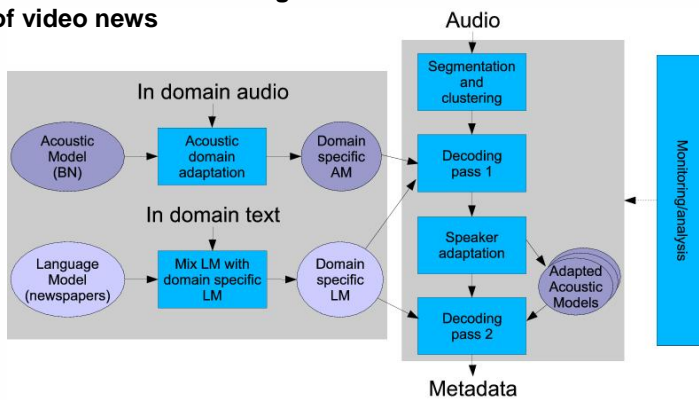 of video news
Audio
Segmentation
and
clustering
In domain audio
Acoustic
Model
(BN)
Acoustic
domain
adaptation
Domain
specific
AM
Decoding
pass 1
In domain text
Language
Model
(newspapers)
Mix LM with
domain specific
LM
Domain
specific
LM
Speaker
adaptation
Adapted
Acoustic
Models
Decoding
pass 2
Metadata
Monitoring/analysis